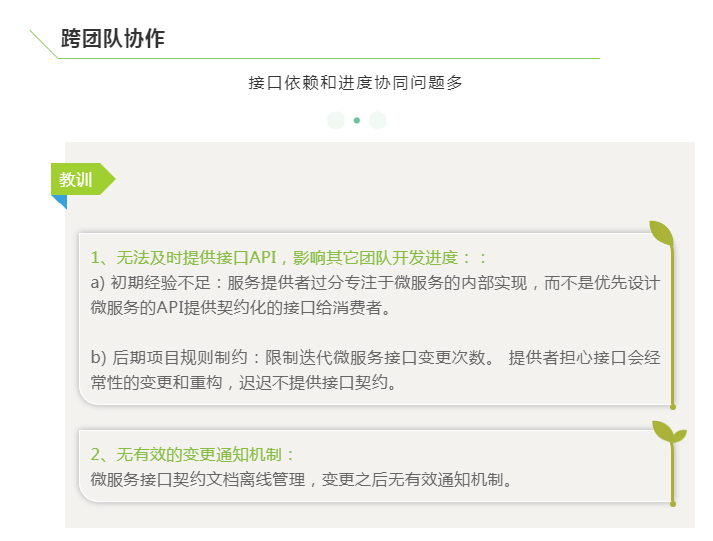 跨团队协作
接口依赖和进度协同问题多
教训
1、无法及时提供接口API，影响其它团队开发进度：：
a) 初期经验不足：服务提供者过分专注于微服务的内部实现，而不是优先设计
微服务的API提供契约化的接口给消费者。
b) 后期项目规则制约：限制迭代微服务接口变更次数。 提供者担心接口会经
常性的变更和重构，迟迟不提供接口契约。
2、无有效的变更通知机制：
微服务接口契约文档离线管理，变更之后无有效通知机制。